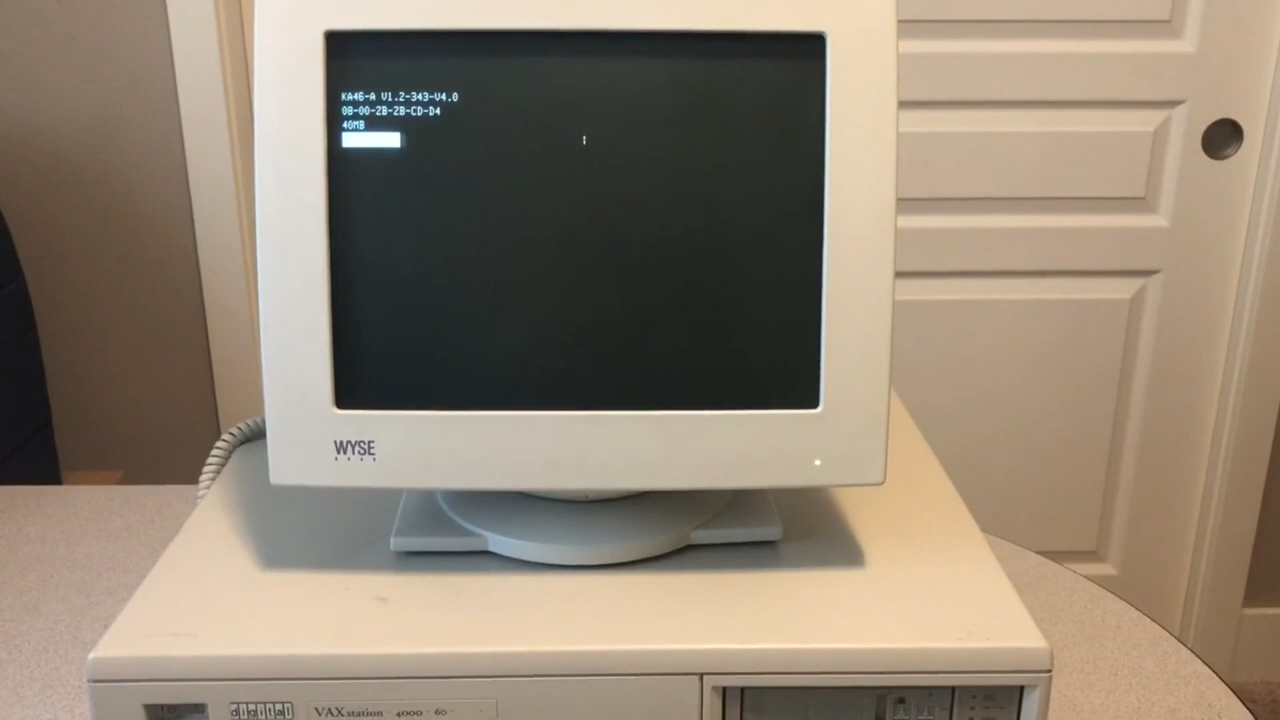 KA46-A V1.2-343-V4.0
08-00-2B-2B-CD-D4
40MB
WYSE
digital VAXstation · 4000 · 60 ·